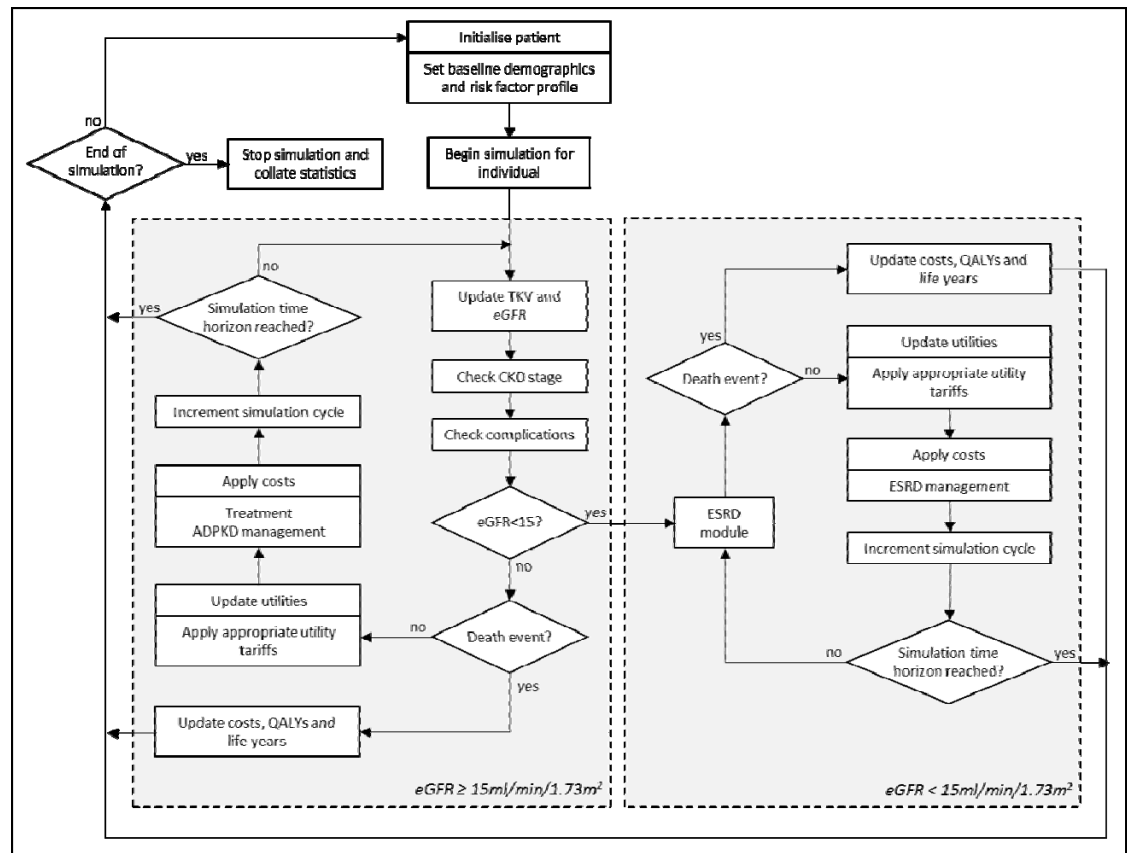 Initialise patient
Set baseline demographics
and risk factor profile
no
End of
simulation?
yes
Stop simulation and
collate statistics
Begin simulation for
individual
no
yes
Simulation time
horizon reached?
Update TKV and
eGFR
Check CKD stage
Check complications
Increment simulation cycle
Apply costs
Treatment
ADPKD management
eGFR<15?
yes
no
Update utilities
Apply appropriate utility
tariffs
no
Death event?
yes
Update costs, QALYs and
life years
eGFR ≥ 15ml/min/1.73m²
Update costs, QALYs and
life years
yes
Death event?
no
Update utilities
Apply appropriate utility
tariffs
Apply costs
ESRD management
ESRD
module
Increment simulation cycle
no
Simulation time
horizon reached?
yes
eGFR < 15ml/min/1.73m²